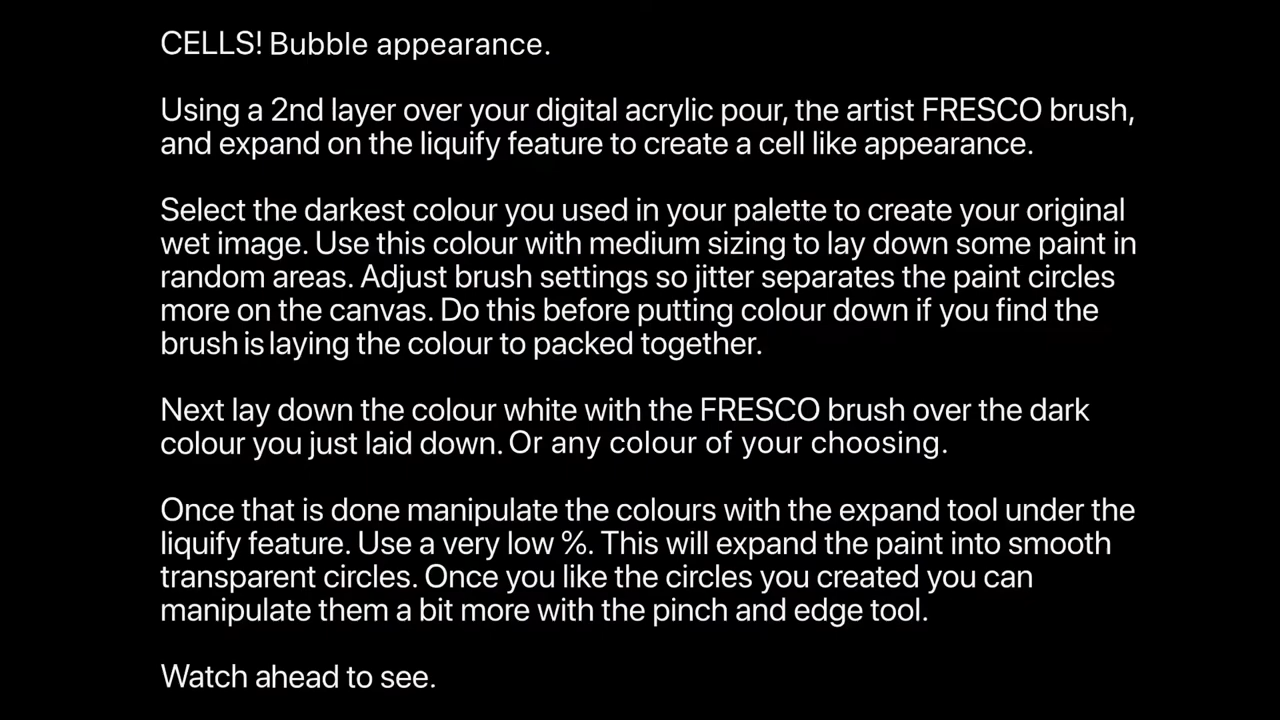 CELLS! Bubble appearance.
Using a 2nd layer over your digital acrylic pour, the artist FRESCO brush,
and expand on the liquify feature to create a cell like appearance.
Select the darkest colour you used in your palette to create your original
wet image. Use this colour with medium sizing to lay down some paint in
random areas. Adjust brush settings so jitter separates the paint circles
more on the canvas. Do this before putting colour down if you find the
brush is laying the colour to packed together.
Next lay down the colour white with the FRESCO brush over the dark
colour you just laid down. Or any colour of your choosing.
Once that is done manipulate the colours with the expand tool under the
liquify feature. Use a very low %. This will expand the paint into smooth
transparent circles. Once you like the circles you created you can
manipulate them a bit more with the pinch and edge tool.
Watch ahead to see.